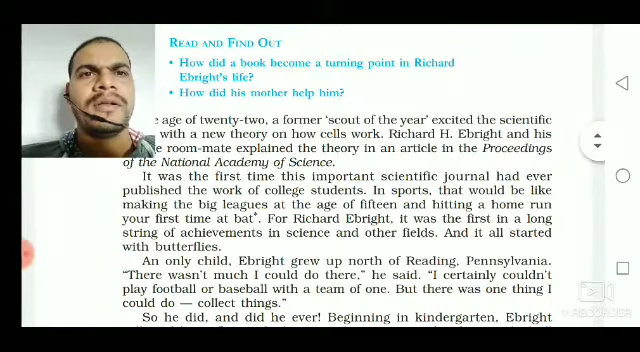 READ AND FIND OUT
• How did a book become a turning point in Richard
Ebright's life?
• How did his mother help him?
age of twenty-two, a former 'scout of the year' excited the scientific
with a new theory on how cells work. Richard H. Ebright and his
room-mate explained the theory in an article in the Proceedings
of the National Academy of Science.
It was the first time this important scientific journal had ever
published the work of college students. In sports, that would be like
making the big leagues at the age of fifteen and hitting a home run
your first time at bat*. For Richard Ebright, it was the first in a long
string of achievements in science and other fields. And it all started
with butterflies.
An only child, Ebright grew up north of Reading, Pennsylvania.
"There wasn't much I could do there," he said. "I certainly couldn't
play football or baseball with a team of one. But there was one thing I
could do — collect things."
So he did, and did he ever! Beginning in kindergarten, Ebright